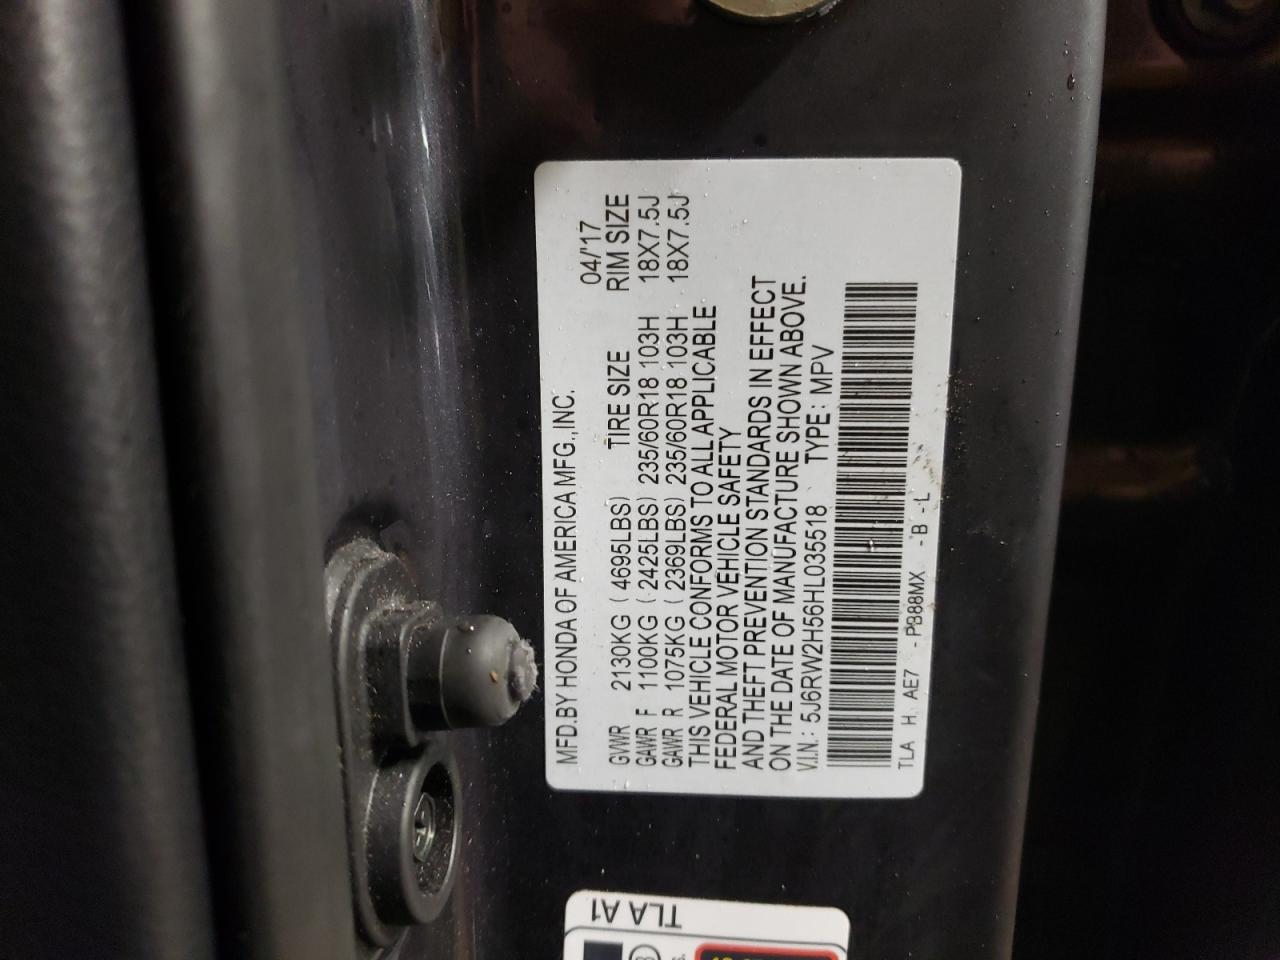 MFD.BY HONDA OF AMERICA MFG.,INC.
04/'17
TIRE SIZE RIM SIZE
GVWR 2130KG ( 4695LBS)
GAWR F 1100KG ( 2425LBS) 235/60R18 103H 18X7.5J
GAWR R 1075KG ( 2369LBS) 235/60R18 103H 18X7.5J
THIS VEHICLE CONFORMS TO ALL APPLICABLE
FEDERAL MOTOR VEHICLE SAFETY
AND THEFT PREVENTION STANDARDS IN EFFECT
ON THE DATE OF MANUFACTURE SHOWN ABOVE.
V.I.N.: 5J6RW2H56HL035518 TYPE: MPV
TLA H. AE7 -PB88MX -B -L
TLA A1